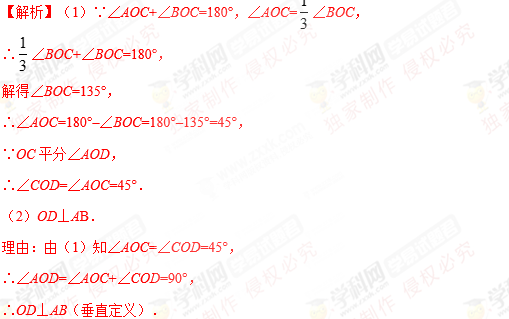 【解析】（1）∵∠AOC+∠BOC=180°，∠AOC=1/3∠BOC，
∴1/3∠BOC+∠BOC=180°，
解得∠BOC=135°，
∴∠AOC=180°–∠BOC=180°–135°=45°，
∵OC平分∠AOD，
∴∠COD=∠AOC=45°．
（2）OD⊥AB．
理由：由（1）知∠AOC=∠COD=45°，
∴∠AOD=∠AOC+∠COD=90°，
∴OD⊥AB（垂直定义）．